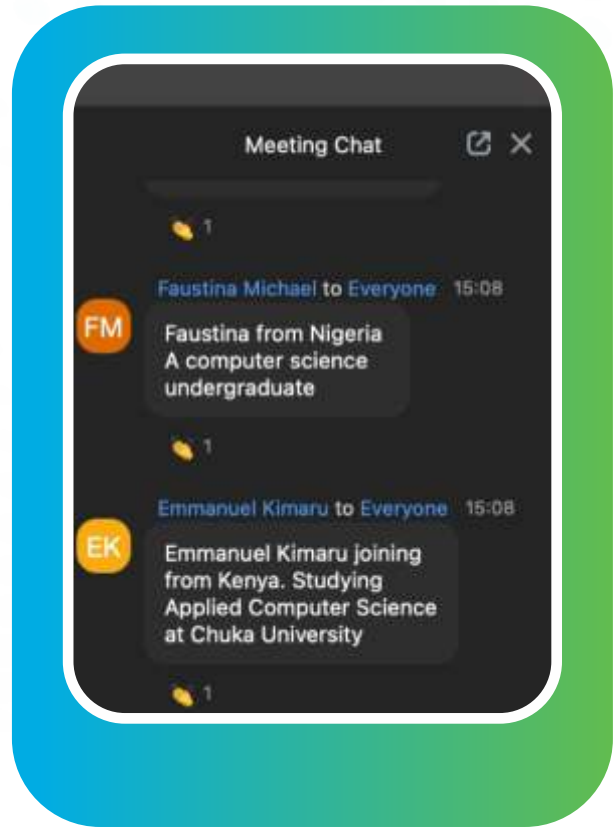 Meeting Chat
1
Faustina Michael to Everyone 15:08
FM
Faustina from Nigeria
A computer science
undergraduate
1
Emmanuel Kimaru to Everyone 15:08
EK
Emmanuel Kimaru joining
from Kenya. Studying
Applied Computer Science
at Chuka University
1